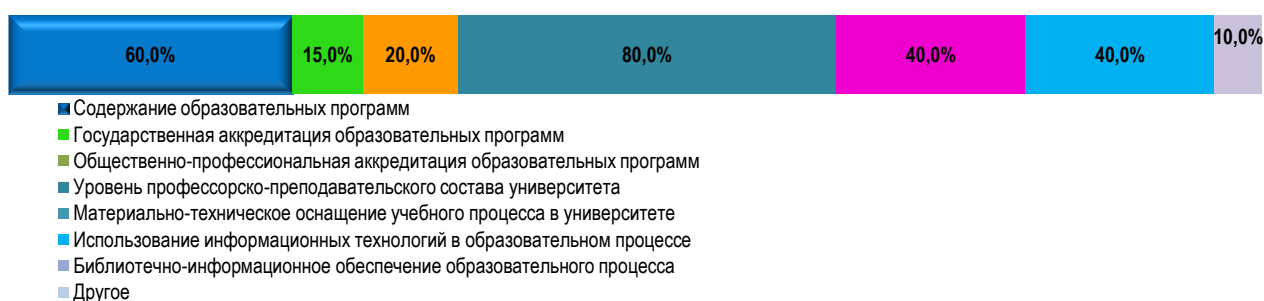 60,0% 15,0% 20,0% 80,0% 40,0% 40,0% 10,0%
Содержание образовательных программ
Государственная аккредитация образовательных программ
Общественно-профессиональная аккредитация образовательных программ
Уровень профессорско-преподавательского состава университета
Материально-техническое оснащение учебного процесса в университете
Использование информационных технологий в образовательном процессе
Библиотечно-информационное обеспечение образовательного процесса
Другое